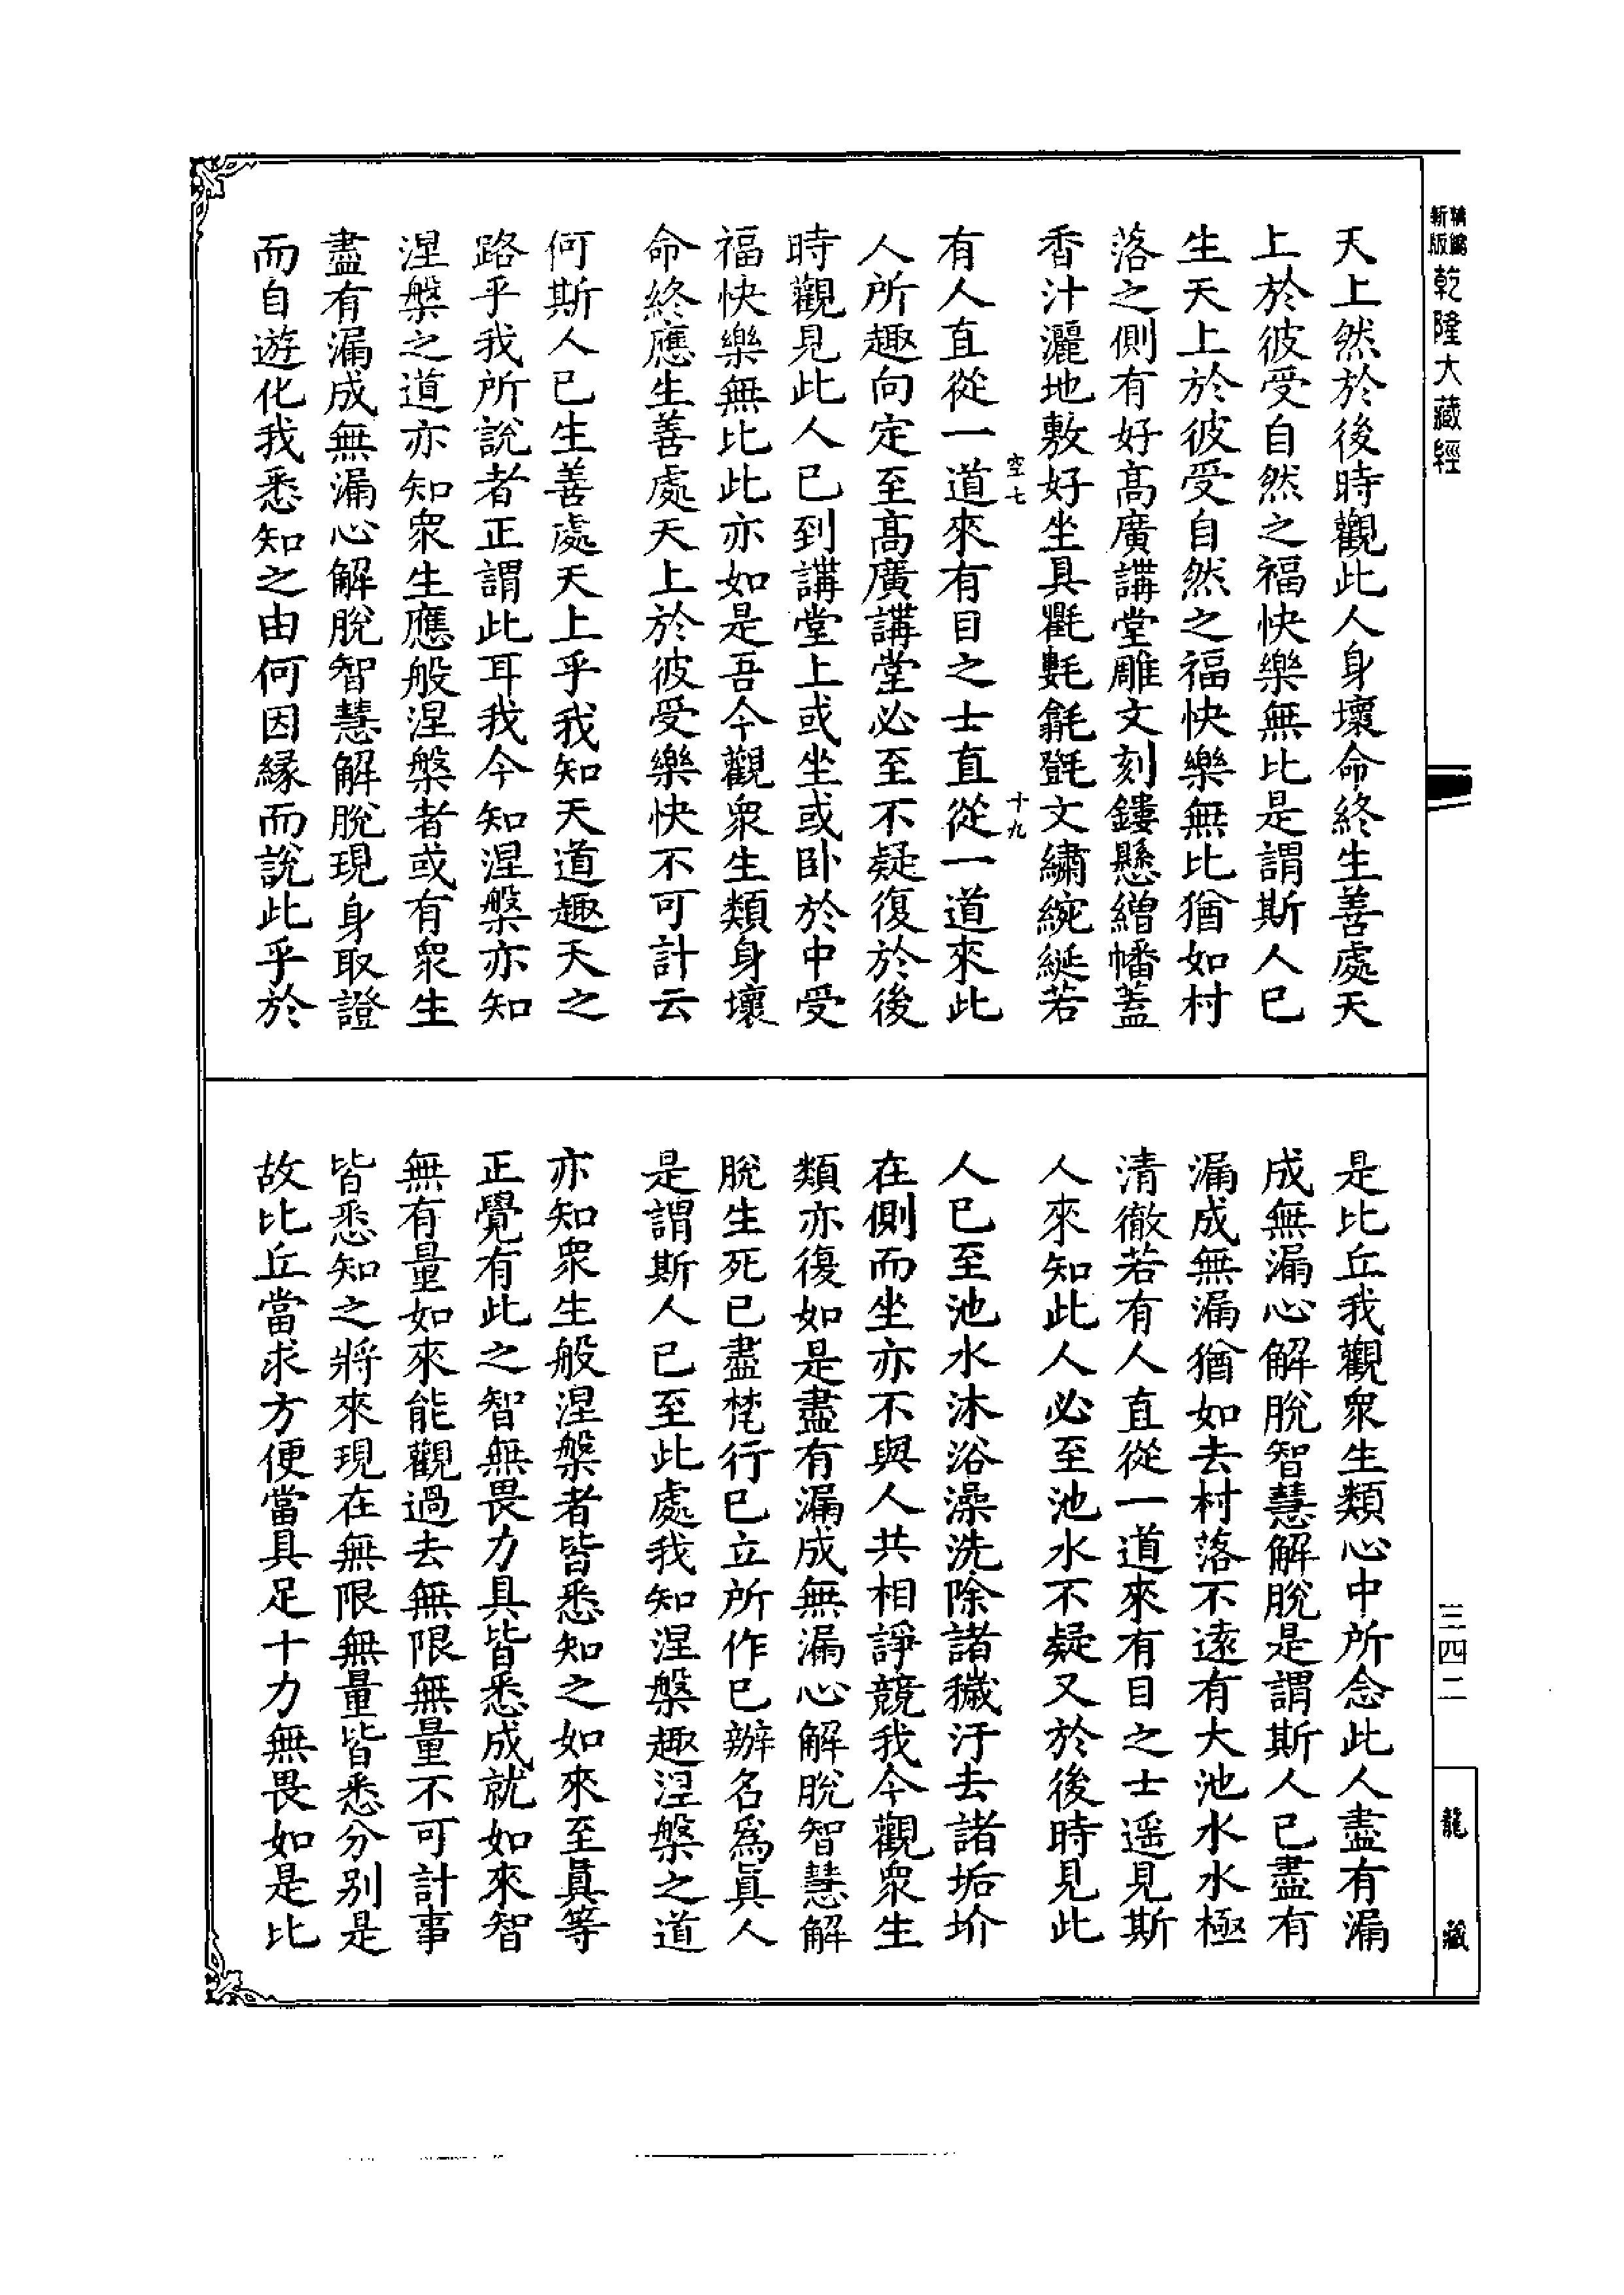 新編
新版
乾隆大藏經
天上然於後時觀此人身壞命終生善處天
上於彼受自然之福快樂無比是謂斯人已
生天上於彼受自然之福快樂無比猶如村
落之側有好高廣講堂雕文刻鏤懸繒幡蓋
香汁灑地敷好坐具氍毹㲪㲪文繡綩綖若
空七
十九
有人直從一道來有目之士直從一道來此
人所趣向定至高廣講堂必至不疑復於後
時觀見此人已到講堂上或坐或卧於中受
福快樂無比此亦如是吾今觀衆生類身壞
命終應生善處天上於彼受樂快不可計云
何斯人已生善處天上乎我知天道趣天之
路乎我所說者正謂此耳我今知涅槃亦知
涅槃之道亦知衆生應般涅槃者或有衆生
盡有漏成無漏心解脫智慧解脫現身取證
而自遊化我悉知之由何因緣而說此乎於
是比丘我觀衆生類心中所念此人盡有漏
成無漏心解脫智慧解脫是謂斯人已盡有
漏成無漏猶如去村落不遠有大池水水極
清徹若有人直從一道來有目之士遥見斯
人來知此人必至池水不疑又於後時見此
人已至池水沐浴澡洗除諸穢汙去諸垢坋
在側而坐亦不與人共相諍競我今觀衆生
類亦復如是盡有漏成無漏心解脫智慧解
脫生死已盡梵行已立所作已辦名爲眞人
是謂斯人已至此處我知涅槃趣涅槃之道
亦知衆生般涅槃者皆悉知之如來至眞等
正覺有此之智無畏力具皆悉成就如來智
無有量如來能觀過去無限無量不可計事
皆悉知之將來現在無限無量皆悉分別是
故比丘當求方便當具足十力無畏如是比
三四二
龍藏